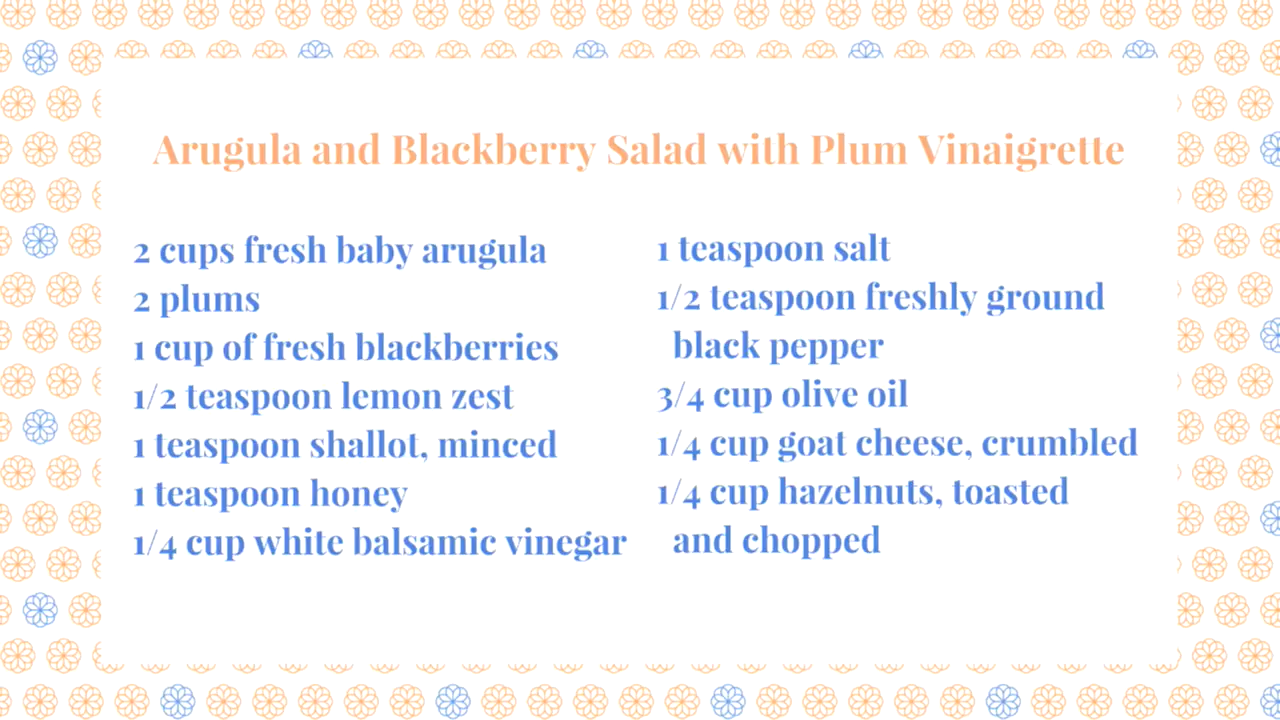 Arugula and Blackberry Salad with Plum Vinaigrette
2 cups fresh baby arugula
2 plums
1 cup of fresh blackberries
1/2 teaspoon lemon zest
1 teaspoon shallot, minced
1 teaspoon honey
1/4 cup white balsamic vinegar
1 teaspoon salt
1/2 teaspoon freshly ground
black pepper
3/4 cup olive oil
1/4 cup goat cheese, crumbled
1/4 cup hazelnuts, toasted
and chopped